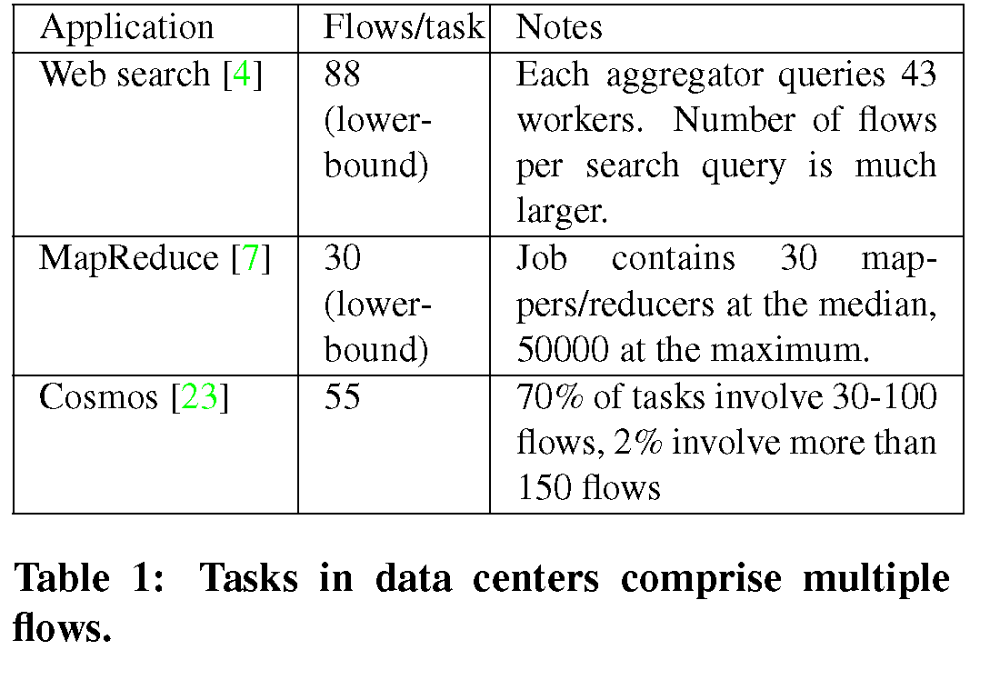 Application Flows/task Notes
Web search [4] 88 (lower-bound) Each aggregator queries 43
workers. Number of flows
per search query is much
larger.
MapReduce [7] 30 (lower-bound) Job contains 30 map-
pers/reducers at the median,
50000 at the maximum.
Cosmos [23] 55 70% of tasks involve 30-100
flows, 2% involve more than
150 flows
Table 1: Tasks in data centers comprise multiple
flows.